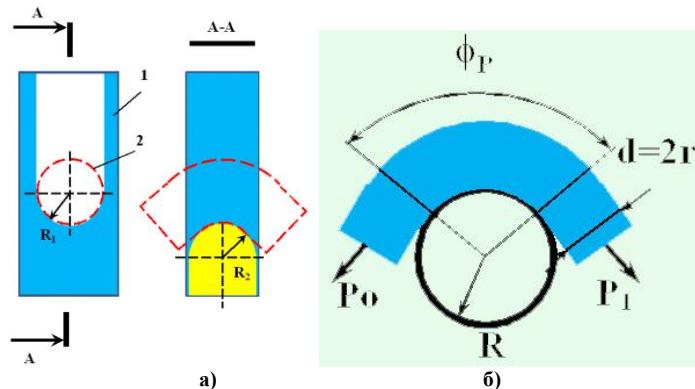 A
A-A
1
2
R₁
R₂
A
а)
ϕP
d=2r
Po
P₁
R
б)